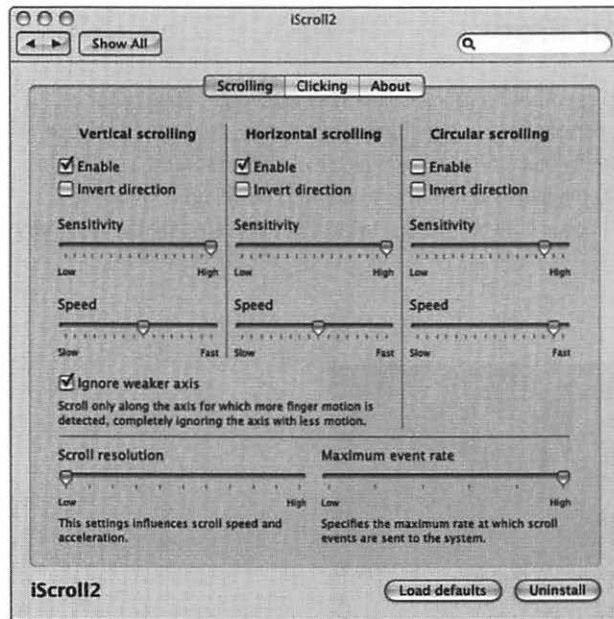 iScroll2
Show All
Scrolling Clicking About
Vertical scrolling Horizontal scrolling Circular scrolling
Enable Enable Enable
Invert direction Invert direction Invert direction
Sensitivity Sensitivity Sensitivity
Low High Low High Low High
Speed Speed Speed
Slow Fast Slow Fast Slow Fast
Ignore weaker axis
Scroll only along the axis for which more finger motion is
detected, completely ignoring the axis with less motion.
Scroll resolution Maximum event rate
Low High Low High
This settings influences scroll speed and
acceleration.
Specifies the maximum rate at which scroll
events are sent to the system.
iScroll2 Load defaults Uninstall